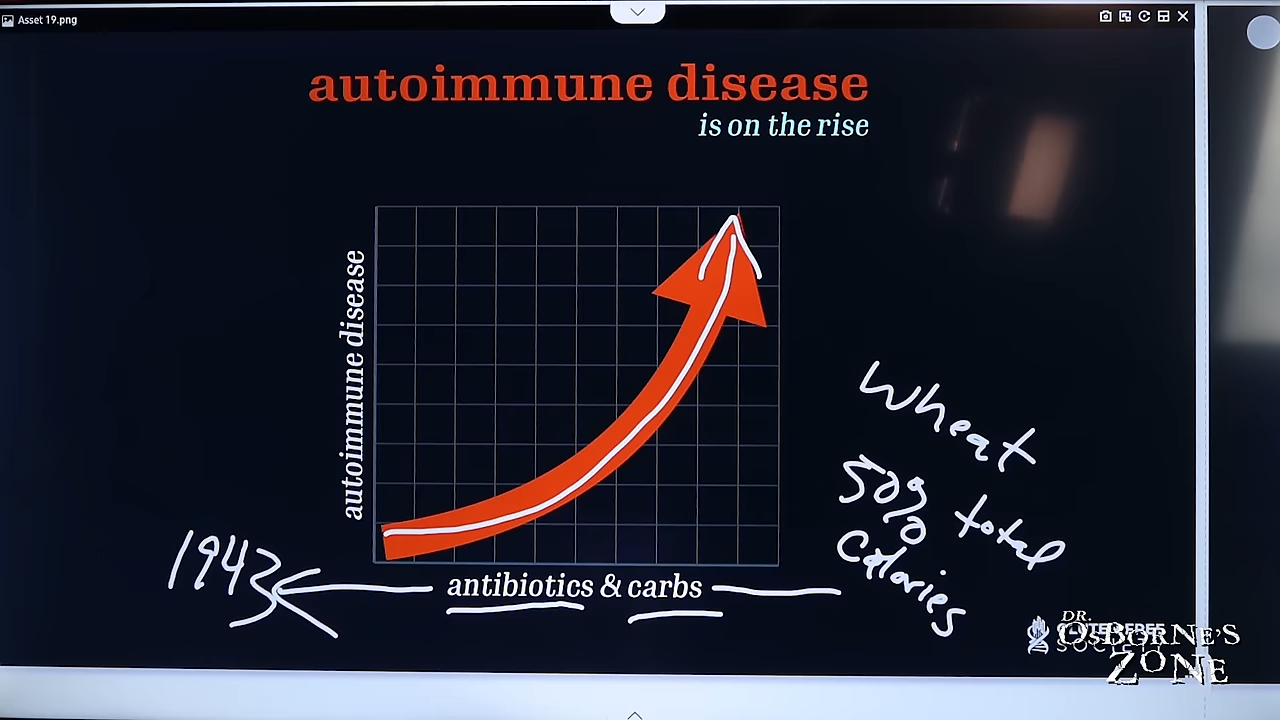 Asset 19.png
autoimmune disease
is on the rise
autoimmune disease
wheat
50% total
Calories
1943
antibiotics & carbs
DR.
OSBORNE'S
ZONE
SOCIETY